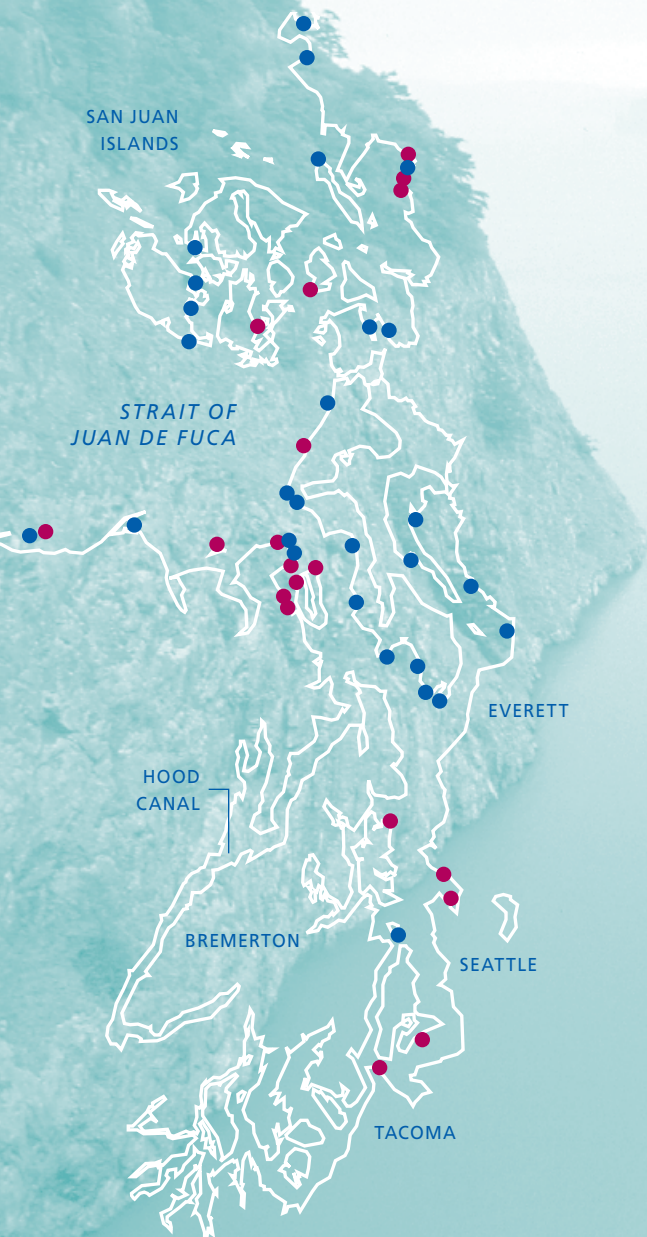 SAN JUAN
ISLANDS
STRAIT OF
JUAN DE FUCA
EVERETT
HOOD
CANAL
BREMERTON
SEATTLE
TACOMA